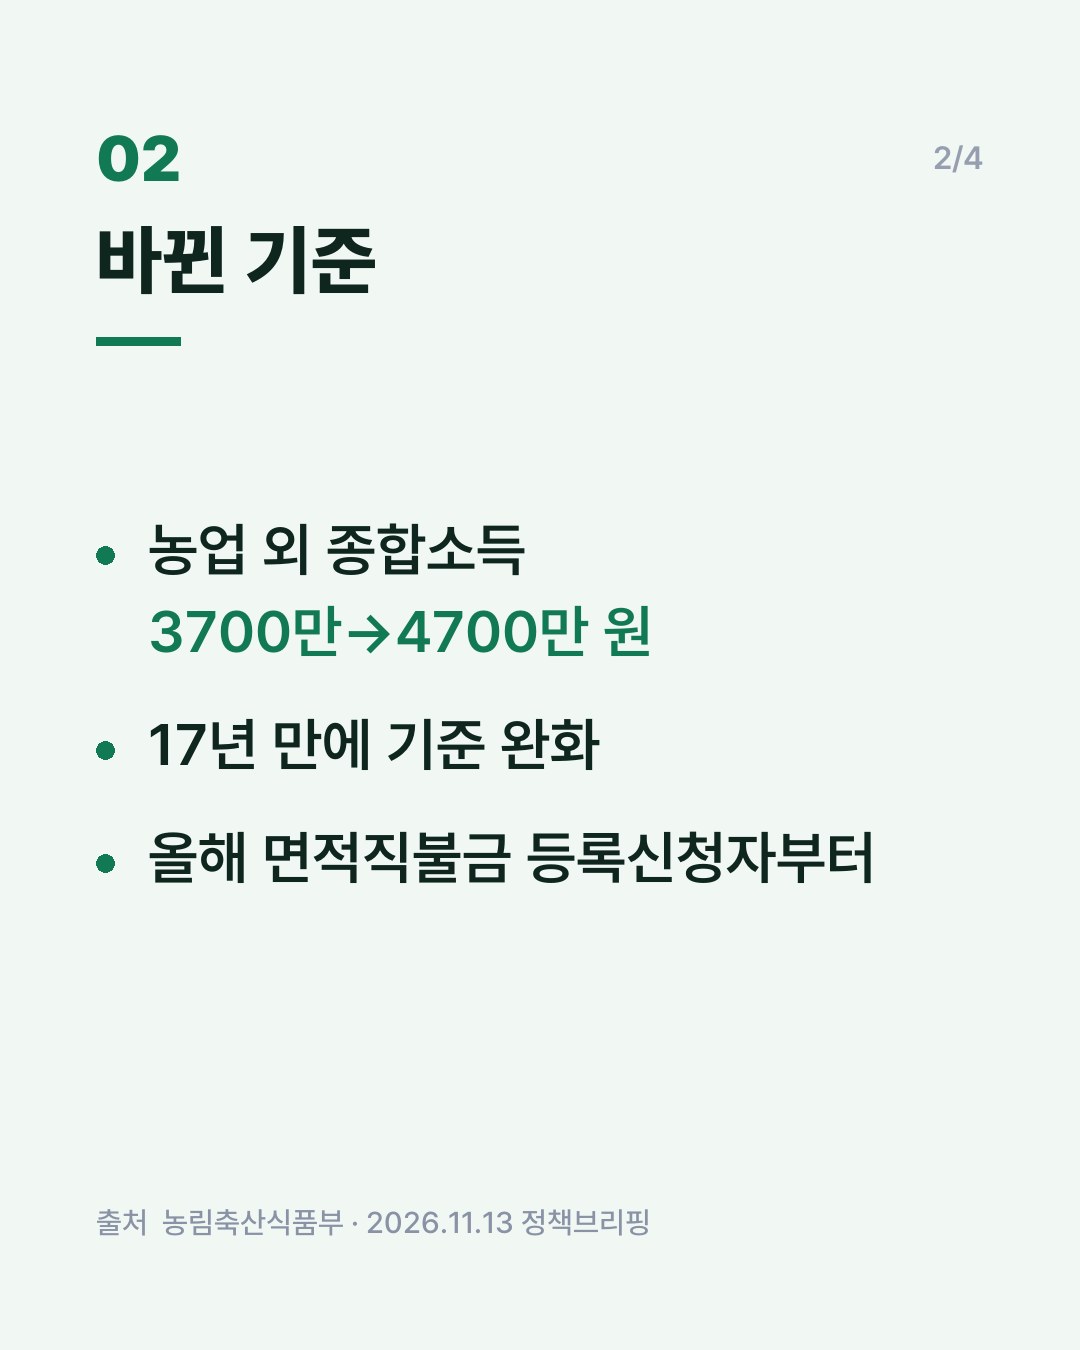 02
2/4
바뀐 기준
농업 외 종합소득
3700만→4700만 원
17년 만에 기준 완화
올해 면적직불금 등록신청자부터
출처 농림축산식품부 · 2026.11.13 정책브리핑